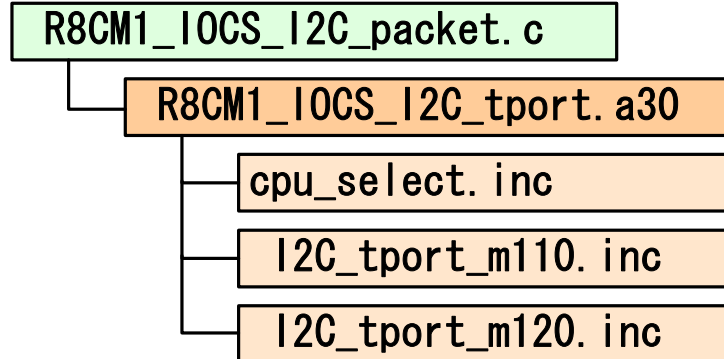 R8CM1_IOCS_I2C_packet.c
R8CM1_IOCS_I2C_tport.a30
cpu_select.inc
I2C_tport_m110.inc
I2C_tport_m120.inc